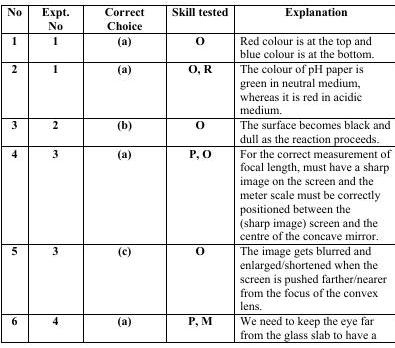 No Expt. Correct Skill tested Explanation
No Choice
1 1 (a) O Red colour is at the top and
blue colour is at the bottom.
2 1 (a) O, R The colour of pH paper is
green in neutral medium,
whereas it is red in acidic
medium.
3 2 (b) O The surface becomes black and
dull as the reaction proceeds.
4 3 (a) P, O For the correct measurement of
focal length, must have a sharp
image on the screen and the
meter scale must be correctly
positioned between the
(sharp image) screen and the
centre of the concave mirror.
5 3 (c) O The image gets blurred and
enlarged/shortened when the
screen is pushed farther/nearer
from the focus of the convex
lens.
6 4 (a) P, M We need to keep the eye far
from the glass slab to have a